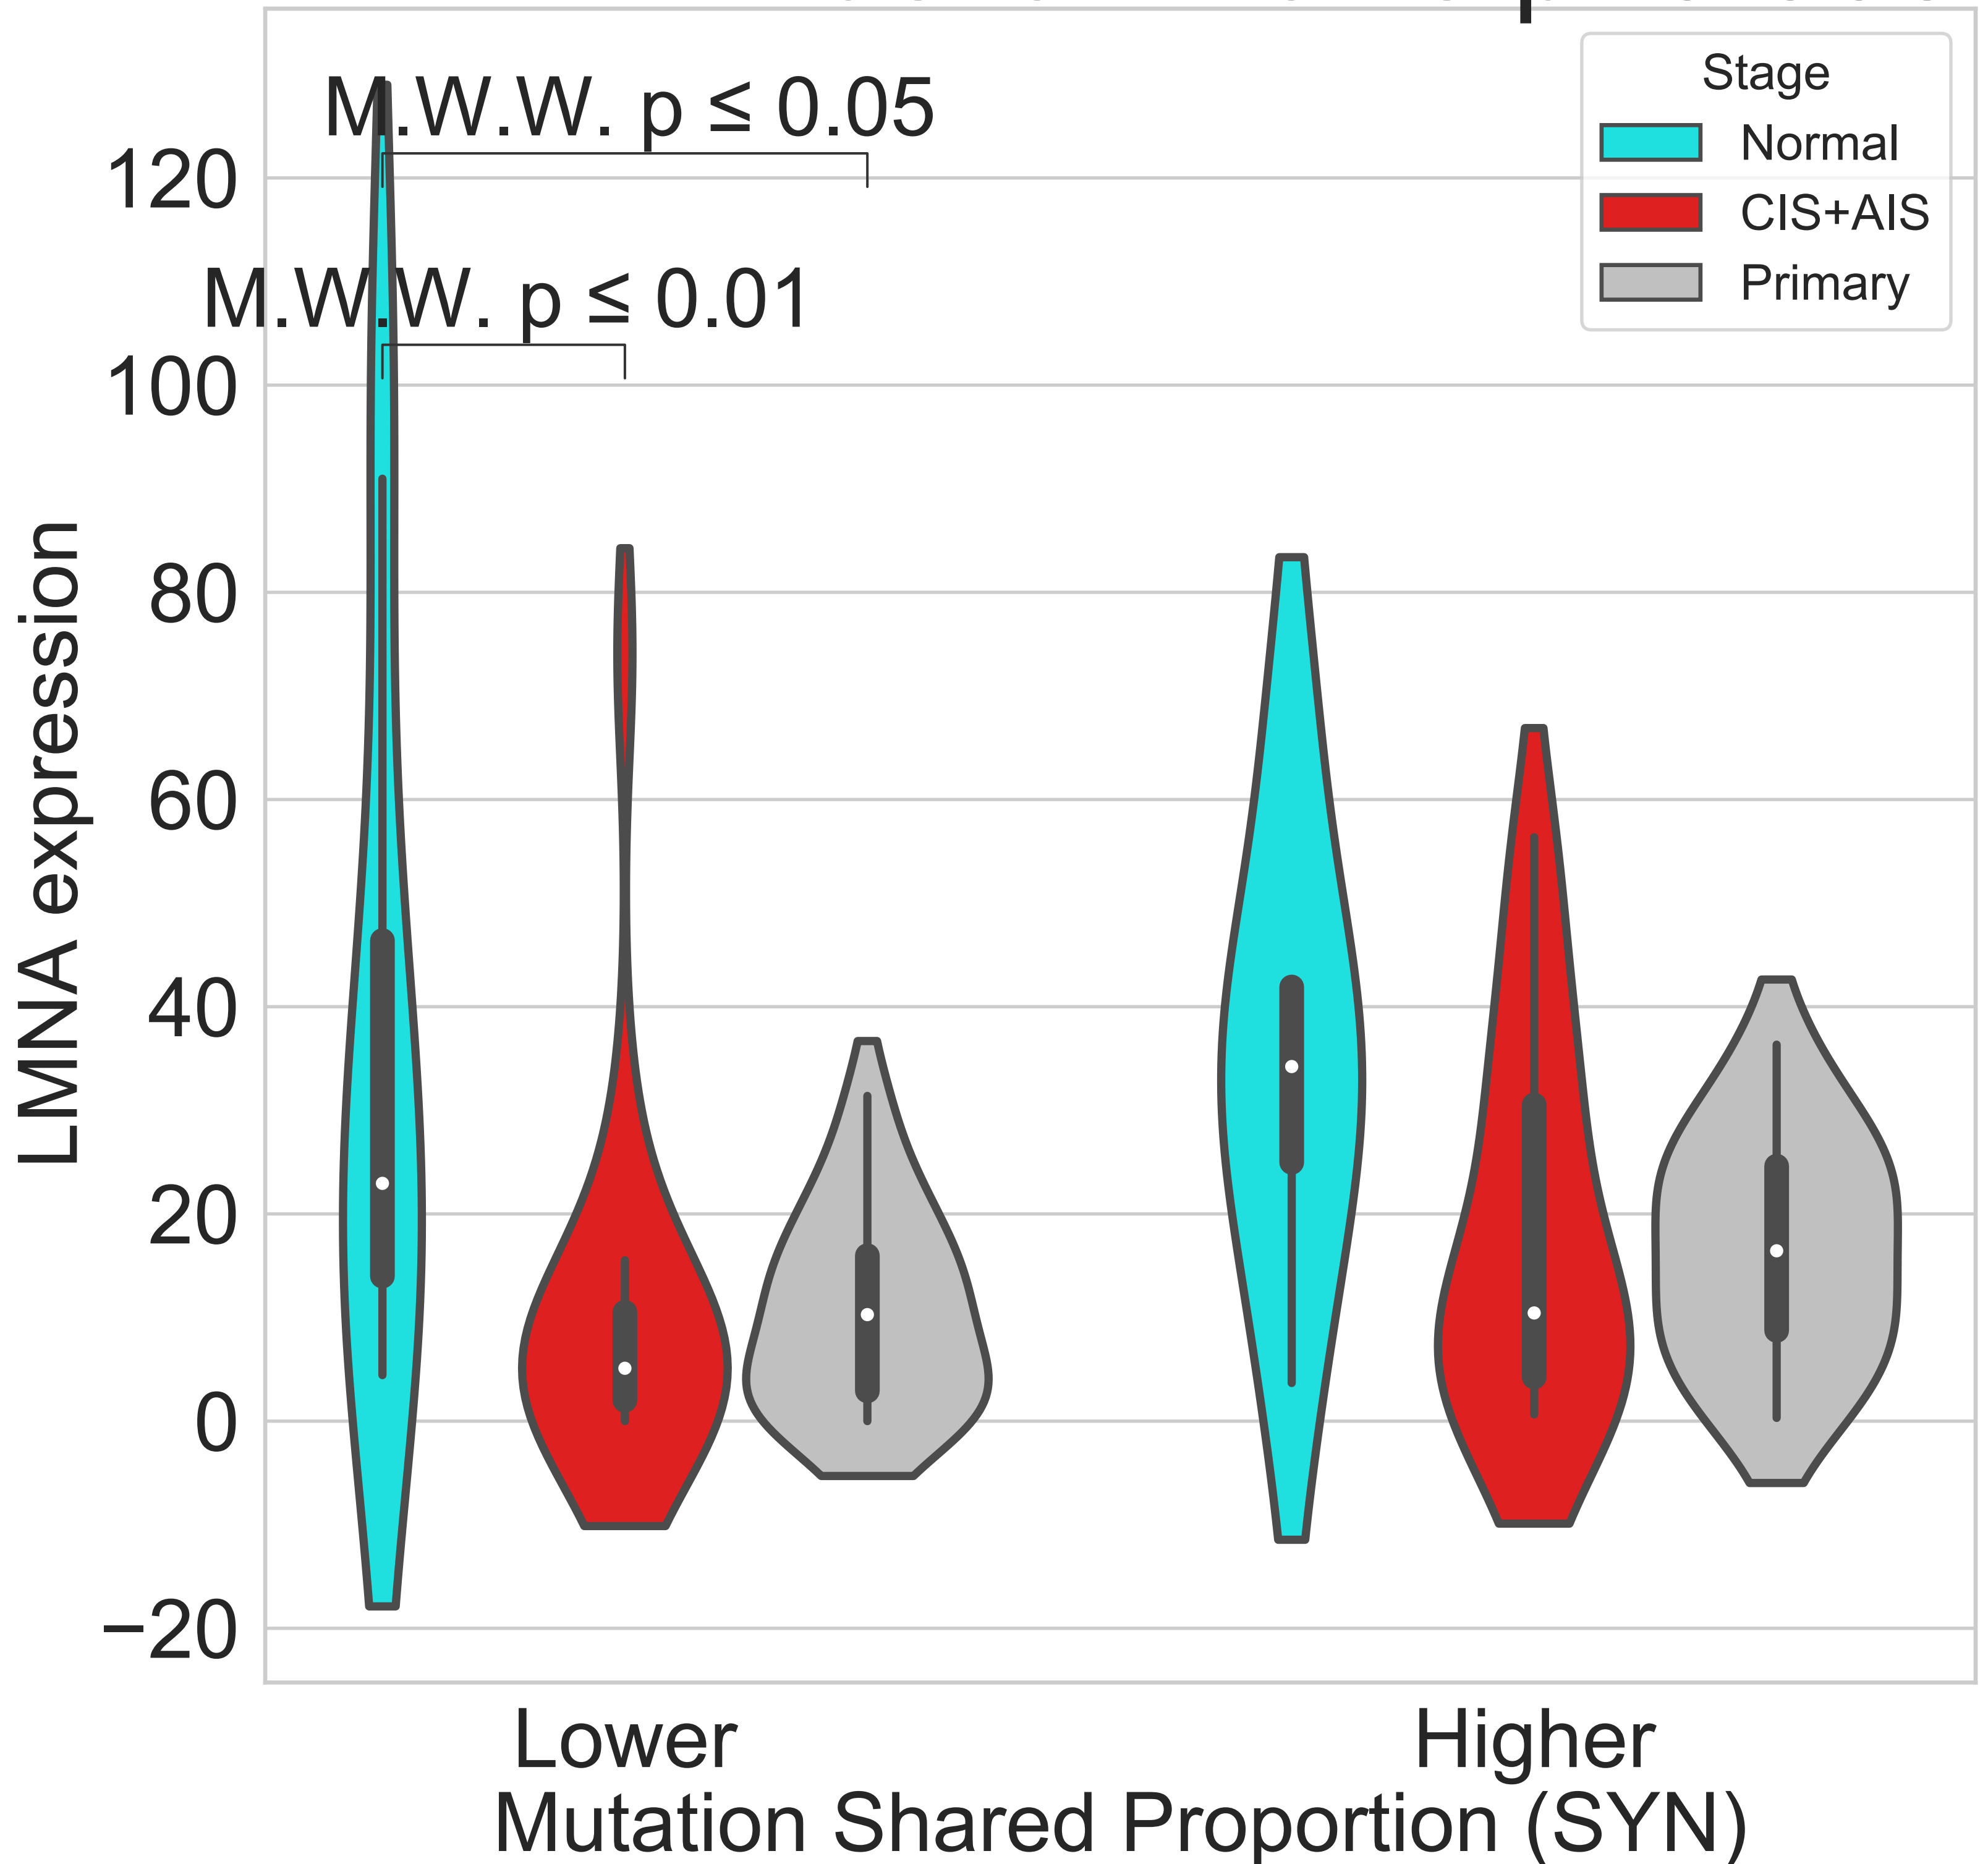 M.W.W. p ≤ 0.05
M.W.W. p ≤ 0.01
Stage
Normal
CIS+AIS
Primary
LMNA expression
120
100
80
60
40
20
0
−20
Lower
Higher
Mutation Shared Proportion (SYN)